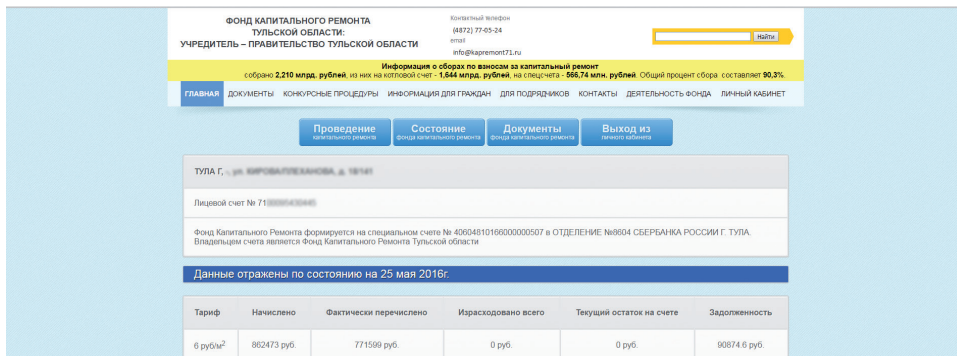 ФОНД КАПИТАЛЬНОГО РЕМОНТА
ТУЛЬСКОЙ ОБЛАСТИ:
УЧРЕДИТЕЛЬ – ПРАВИТЕЛЬСТВО ТУЛЬСКОЙ ОБЛАСТИ
Контактный телефон
(4872) 77-05-24
email
info@kapremont71.ru
Найти
Информация о сборах по взносам за капитальный ремонт
собрано 2,210 млрд. рублей, из них на котловой счет - 1,644 млрд. рублей, на спецсчета - 566,74 млн. рублей. Общий процент сбора составляет 90,3%.
ГЛАВНАЯ ДОКУМЕНТЫ КОНКУРСНЫЕ ПРОЦЕДУРЫ ИНФОРМАЦИЯ ДЛЯ ГРАЖДАН ДЛЯ ПОДРЯДЧИКОВ КОНТАКТЫ ДЕЯТЕЛЬНОСТЬ ФОНДА ЛИЧНЫЙ КАБИНЕТ
Проведение Состояние Документы Выход из
капитального ремонта фонда капитального ремонта фонда капитального ремонта личного кабинета
ТУЛА Г,
Лицевой счет № 71
Фонд Капитального Ремонта формируется на специальном счете № 40604810166000000507 в ОТДЕЛЕНИЕ №8604 СБЕРБАНКА РОССИИ Г. ТУЛА.
Владельцем счета является Фонд Капитального Ремонта Тульской области
Данные отражены по состоянию на 25 мая 2016г.
Тариф Начислено Фактически перечислено Израсходовано всего Текущий остаток на счете Задолженность
6 руб/м2 862473 руб. 771599 руб. 0 руб. 0 руб. 90874.6 руб.